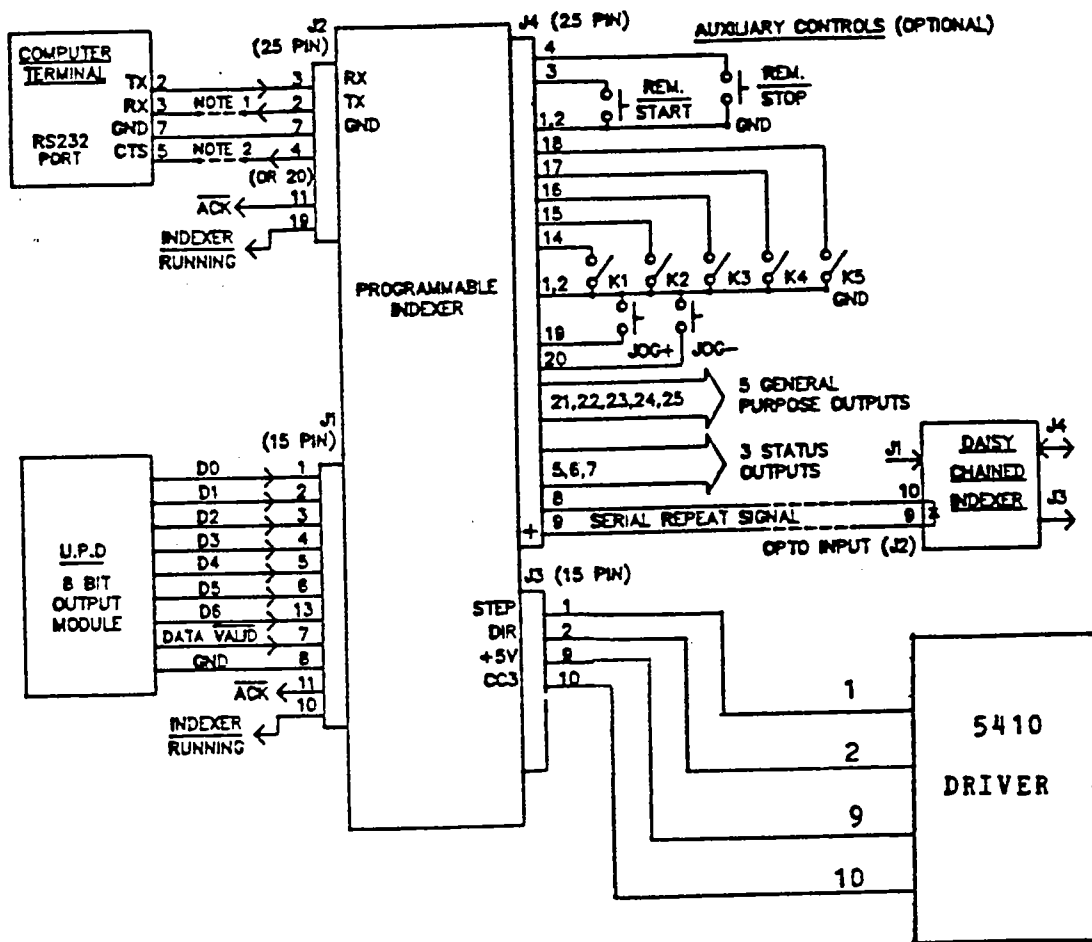 J4 (25 PIN)
AUXILIARY CONTROLS (OPTIONAL)
J2
(25 PIN)
COMPUTER
TERMINAL
RS232
PORT
TX 2
RX 3
GND 7
CTS 5
NOTE 1
NOTE 2
3 RX
2 TX
7 GND
4
(OR 20)
ACK 11
19
INDEXER
RUNNING
PROGRAMMABLE
INDEXER
4
3
REM.
START
REM.
STOP
1,2
GND
18
17
16
15
14
K1
K2
K3
K4
K5
1,2
GND
19
JOG+
JOG-
20
21,22,23,24,25
5 GENERAL
PURPOSE OUTPUTS
5,6,7
3 STATUS
OUTPUTS
8
9
SERIAL REPEAT SIGNAL
+
10
9
OPTO INPUT (J2)
J1
DAISY
CHAINED
INDEXER
J4
J3
J1
(15 PIN)
U.P.D
8 BIT
OUTPUT
MODULE
D0 1
D1 2
D2 3
D3 4
D4 5
D5 6
D6 13
DATA VALID 7
GND 8
ACK 11
10
INDEXER
RUNNING
J3 (15 PIN)
STEP 1
DIR 2
+5V 9
CC3 10
1
2
9
10
5410
DRIVER